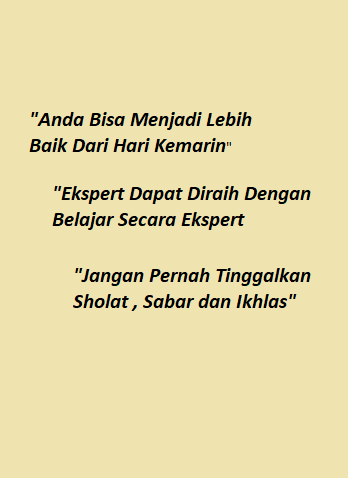 "Anda Bisa Menjadi Lebih
Baik Dari Hari Kemarin"
"Ekspert Dapat Diraih Dengan
Belajar Secara Ekspert
"Jangan Pernah Tinggalkan
Sholat , Sabar dan Ikhlas"